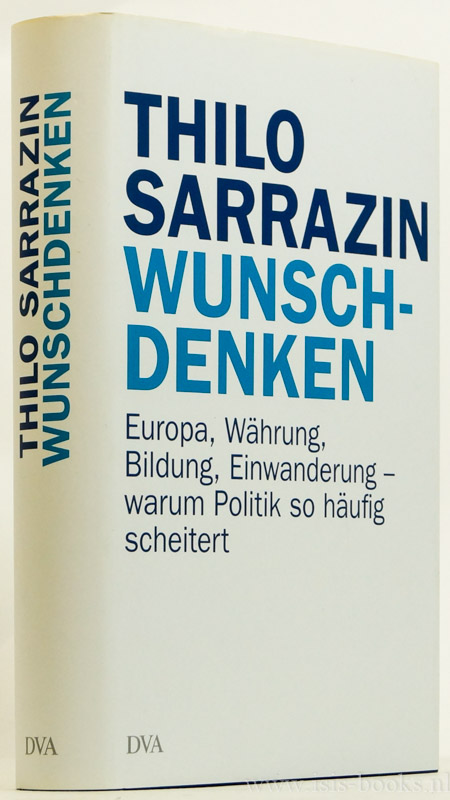 THILO SARRAZIN
WUNSCHDENKEN
DVA
THILO
SARRAZIN
WUNSCH-
DENKEN
Europa, Währung,
Bildung, Einwanderung –
warum Politik so häufig
scheitert
DVA
www.isis-books.nl